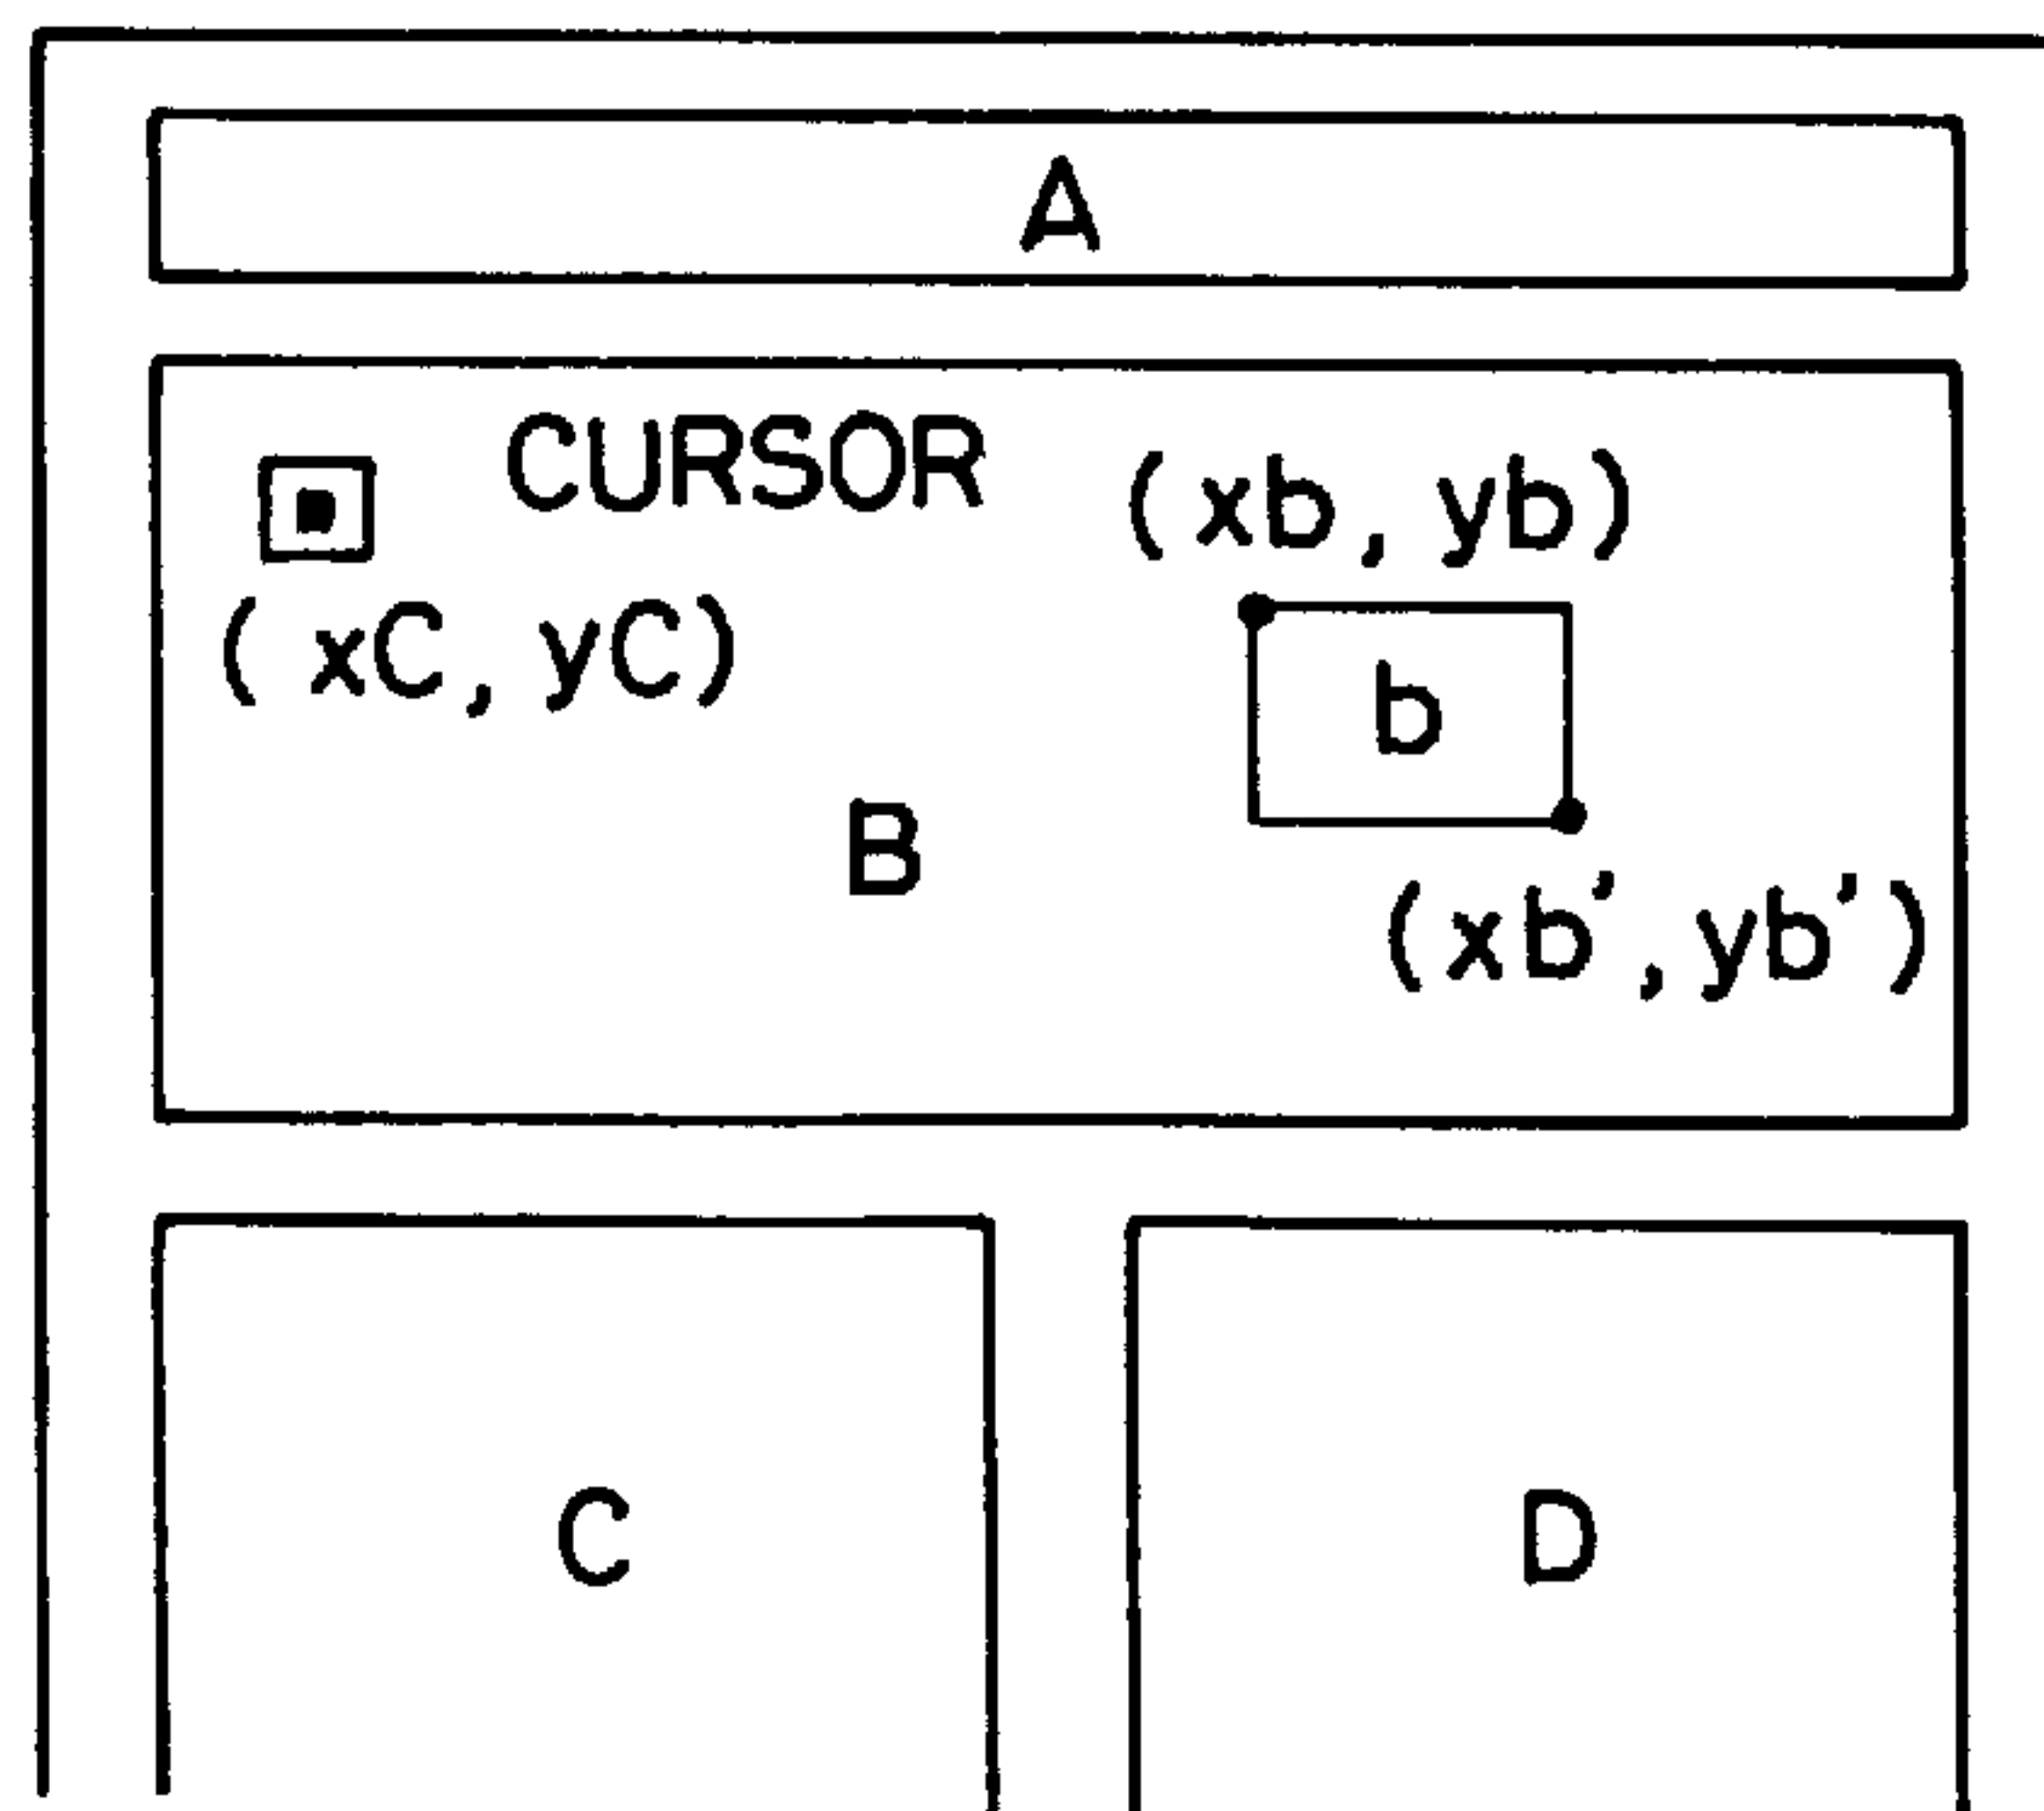 A
CURSOR
(xb, yb)
(xC, yC)
b
B
(xb', yb')
C
D